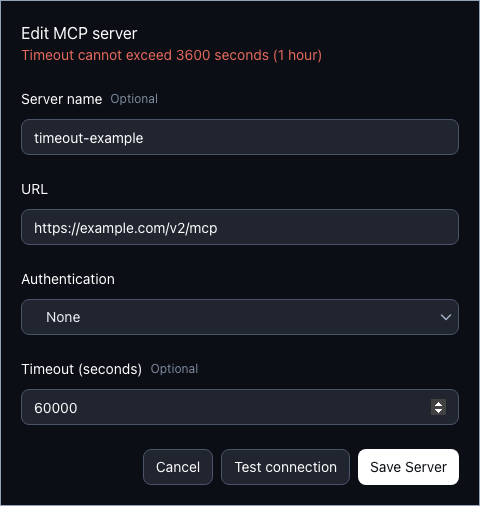 Edit MCP server
Timeout cannot exceed 3600 seconds (1 hour)
Server name Optional
timeout-example
URL
https://example.com/v2/mcp
Authentication
None
Timeout (seconds) Optional
60000
Cancel Test connection Save Server